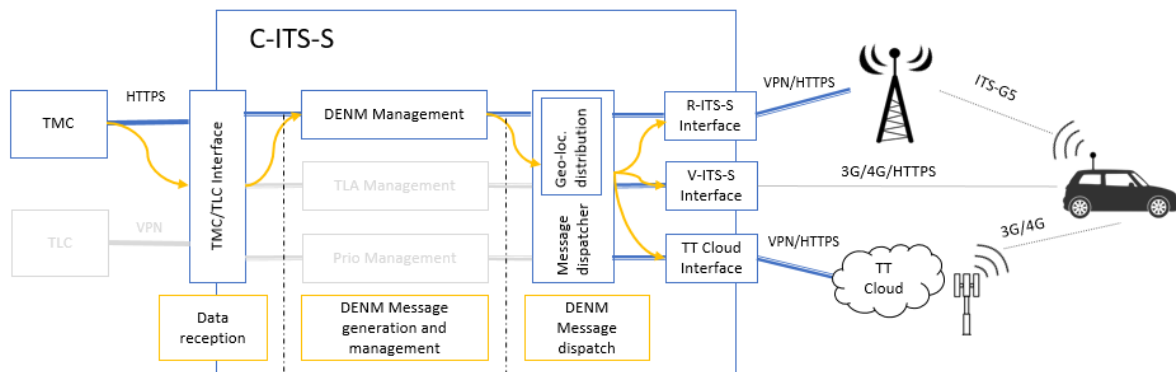 C-ITS-S
HTTPS
TMC
TLC
VPN
TMC/TLC Interface
DENM Management
TLA Management
Prio Management
Geo-loc.
distribution
Message
dispatcher
R-ITS-S
Interface
V-ITS-S
Interface
TT Cloud
Interface
VPN/HTTPS
ITS-G5
3G/4G/HTTPS
3G/4G
VPN/HTTPS
TT
Cloud
Data
reception
DENM Message
generation and
management
DENM
Message
dispatch